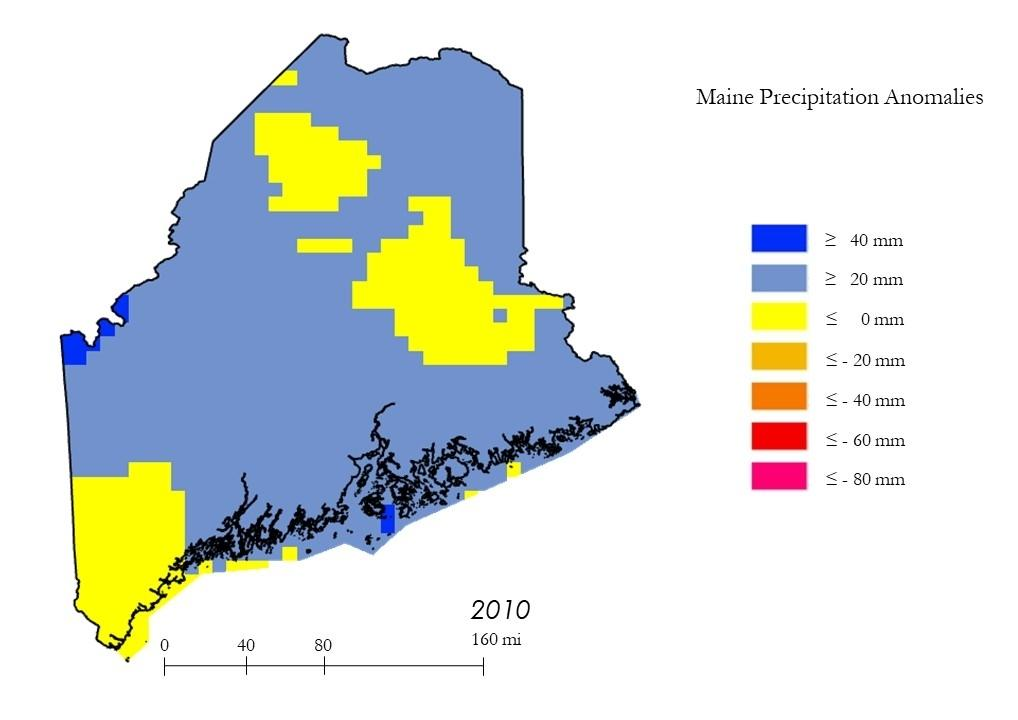 Maine Precipitation Anomalies
≥ 40 mm
≥ 20 mm
≤ 0 mm
≤ - 20 mm
≤ - 40 mm
≤ - 60 mm
≤ - 80 mm
2010
160 mi
0 40 80